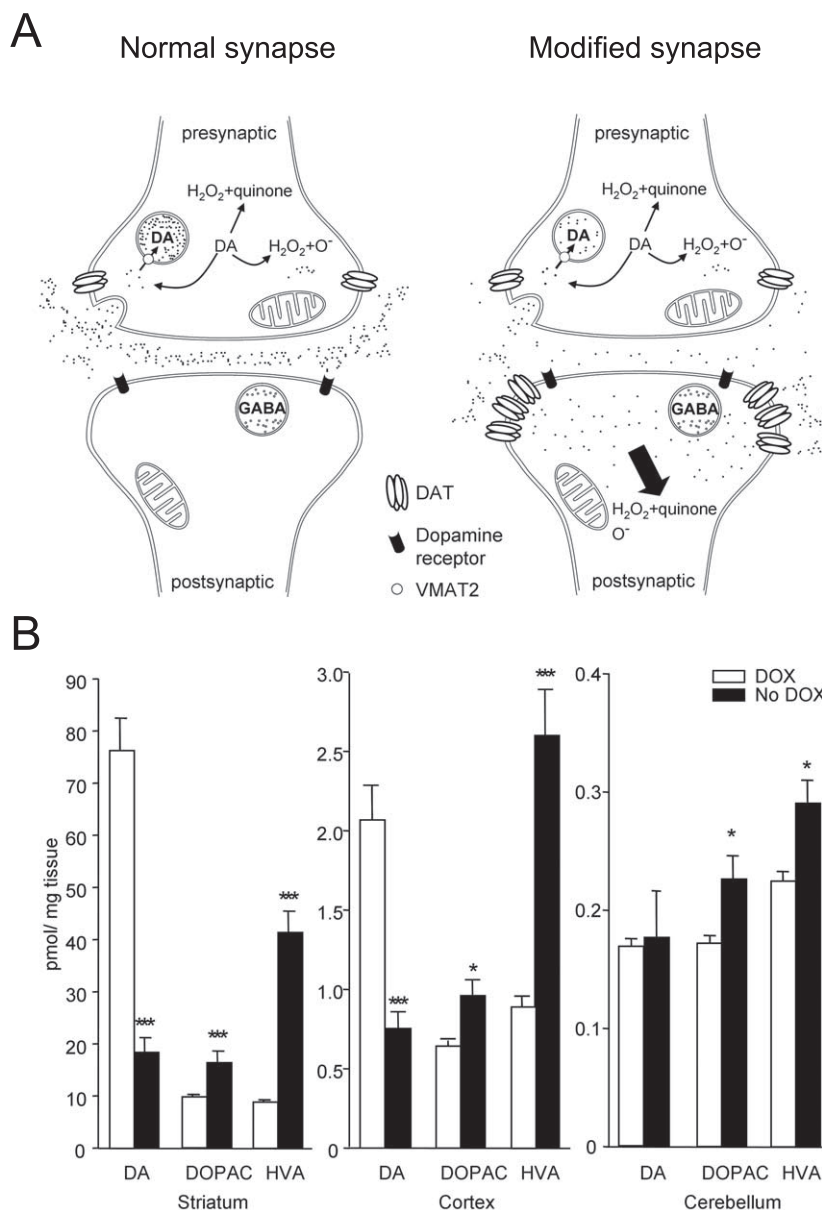 A
Normal synapse
Modified synapse
presynaptic
H₂O₂+quinone
DA
DA
H₂O₂+O⁻
GABA
postsynaptic
presynaptic
H₂O₂+quinone
DA
DA
H₂O₂+O⁻
GABA
H₂O₂+quinone
O⁻
postsynaptic
DAT
Dopamine
receptor
VMAT2
B
pmol/ mg tissue
90
80
70
60
50
40
30
20
10
0
***
***
***
DA DOPAC HVA
Striatum
3.0
2.5
2.0
1.5
1.0
0.5
0
***
*
***
DA DOPAC HVA
Cortex
0.4
0.3
0.2
0.1
0
DOX
No DOX
*
*
DA DOPAC HVA
Cerebellum